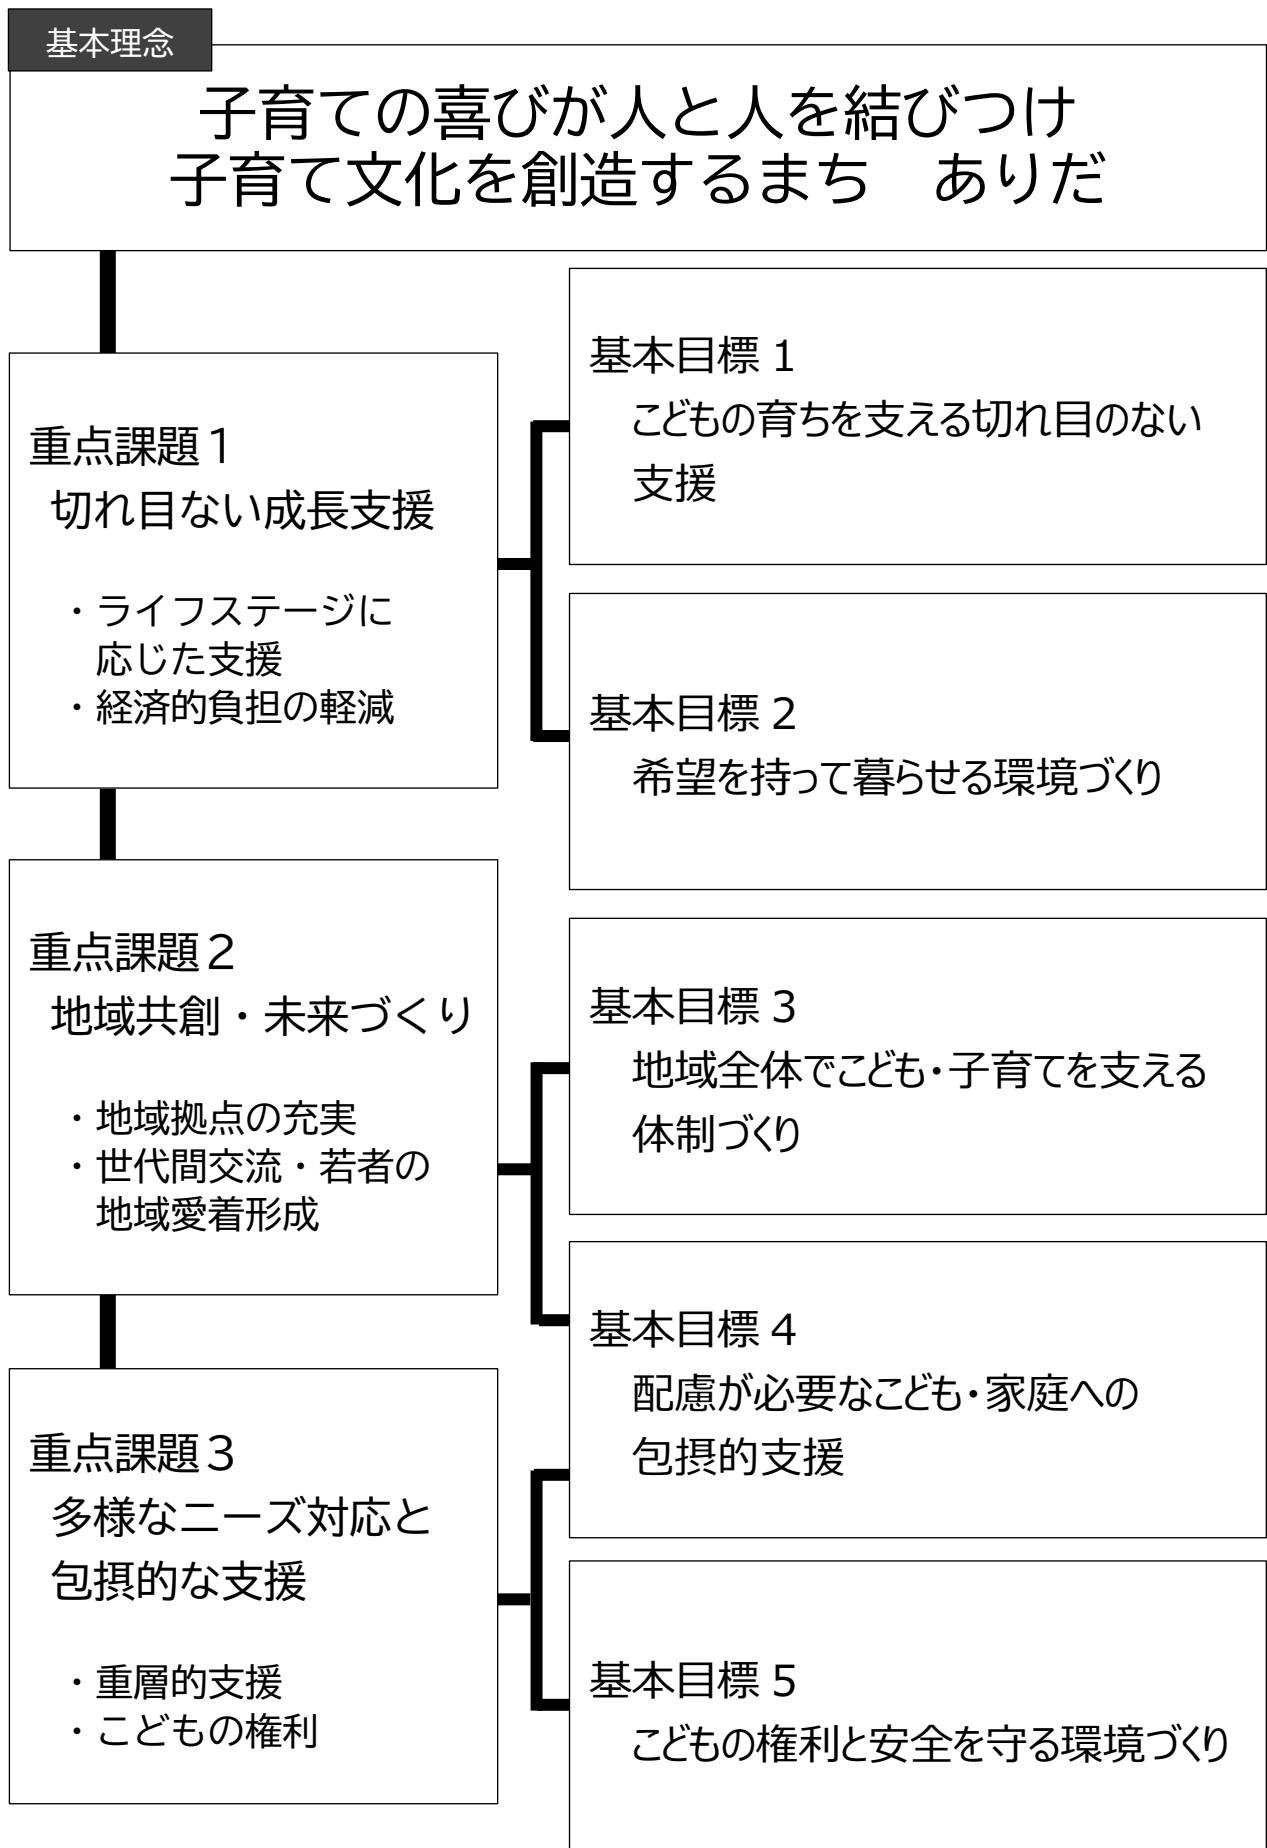 基本理念
子育ての喜びが人と人を結びつけ
子育て文化を創造するまち　ありだ
重点課題１
切れ目ない成長支援
・ライフステージに
応じた支援
・経済的負担の軽減
基本目標 1
こどもの育ちを支える切れ目のない
支援
基本目標 2
希望を持って暮らせる環境づくり
重点課題２
地域共創・未来づくり
・地域拠点の充実
・世代間交流・若者の
地域愛着形成
基本目標 3
地域全体でこども・子育てを支える
体制づくり
基本目標 4
配慮が必要なこども・家庭への
包摂的支援
重点課題３
多様なニーズ対応と
包摂的な支援
・重層的支援
・こどもの権利
基本目標 5
こどもの権利と安全を守る環境づくり